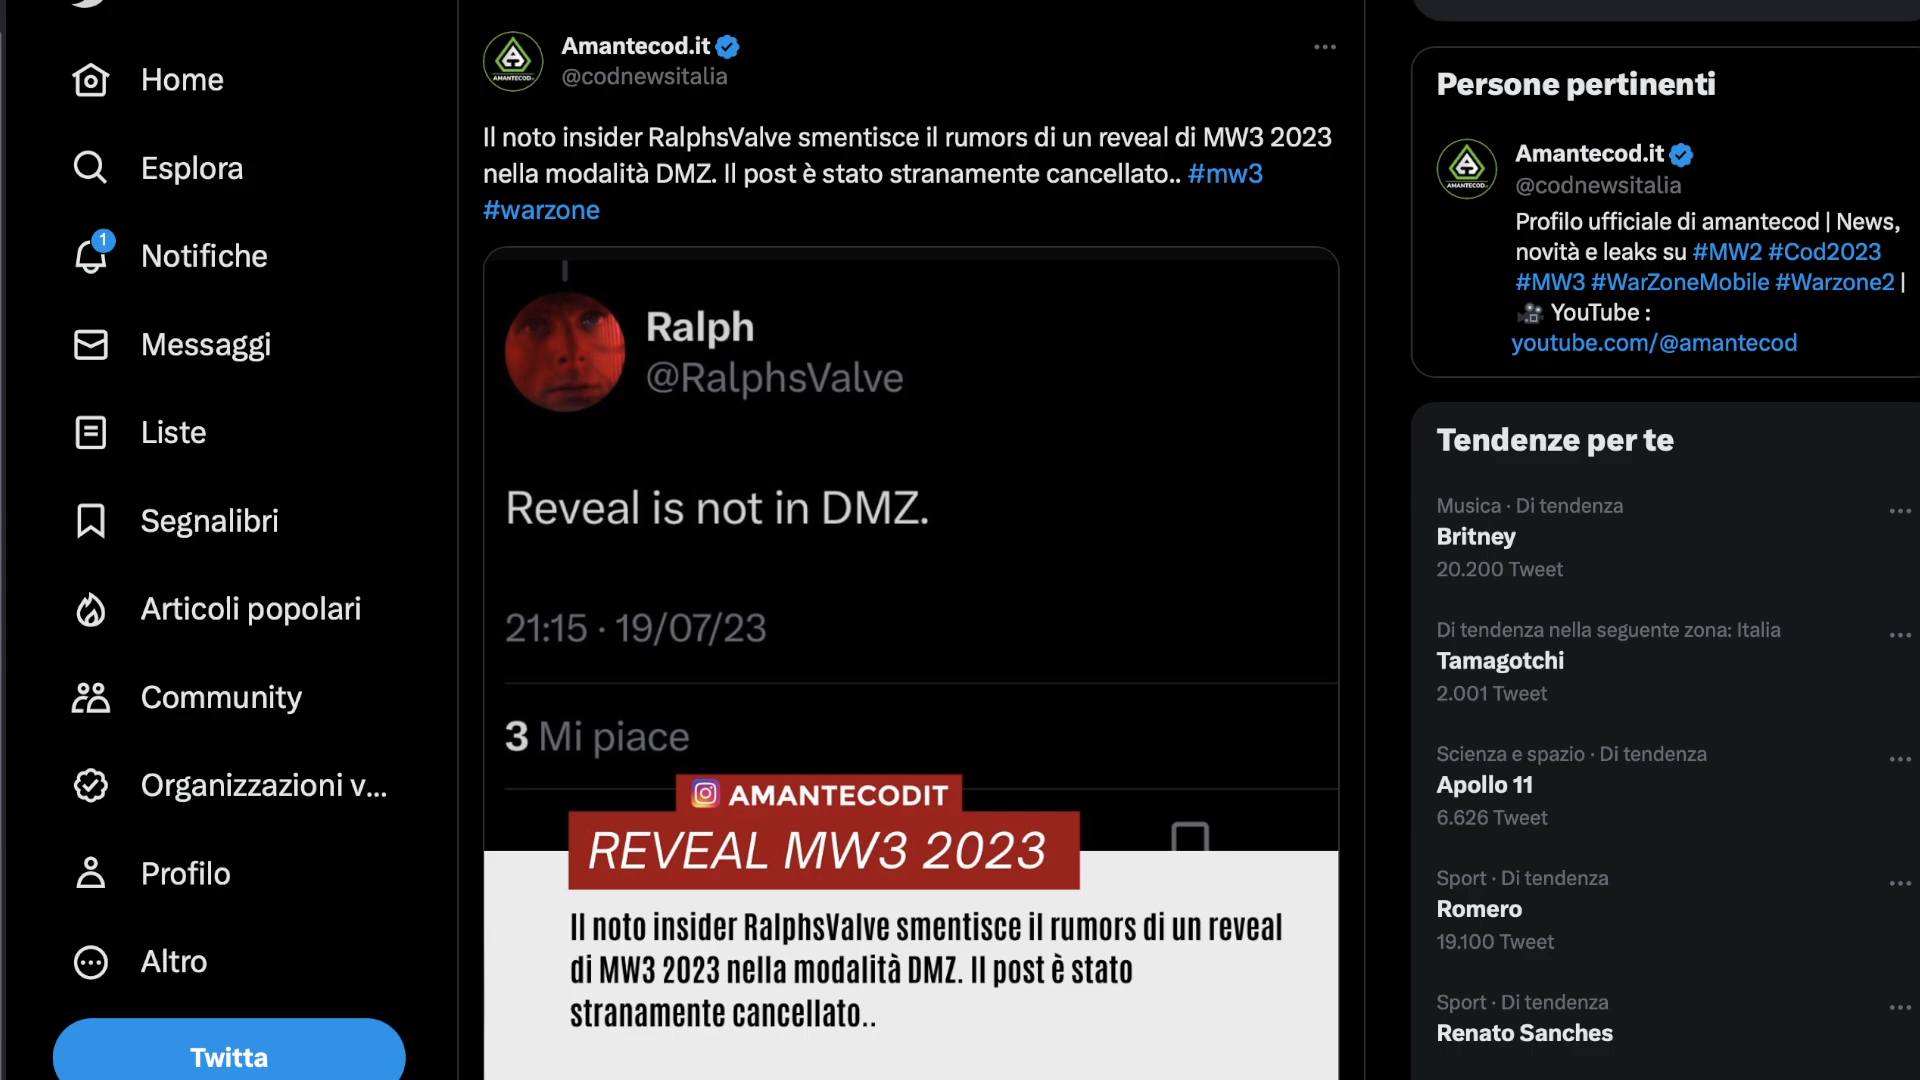 Home
Esplora
1
Notifiche
Messaggi
Liste
Segnalibri
Articoli popolari
Community
Organizzazioni v...
Profilo
Altro
Twitta
AMANTECOD
Amantecod.it
@codnewsitalia
Il noto insider RalphsValve smentisce il rumors di un reveal di MW3 2023
nella modalità DMZ. Il post è stato stranamente cancellato.. #mw3
#warzone
Ralph
@RalphsValve
Reveal is not in DMZ.
21:15 · 19/07/23
3 Mi piace
AMANTECODIT
REVEAL MW3 2023
Il noto insider RalphsValve smentisce il rumors di un reveal
di MW3 2023 nella modalità DMZ. Il post è stato
stranamente cancellato..
Persone pertinenti
AMANTECOD
Amantecod.it
@codnewsitalia
Profilo ufficiale di amantecod | News,
novità e leaks su #MW2 #Cod2023
#MW3 #WarZoneMobile #Warzone2 |
YouTube :
youtube.com/@amantecod
Tendenze per te
Musica · Di tendenza
Britney
20.200 Tweet
Di tendenza nella seguente zona: Italia
Tamagotchi
2.001 Tweet
Scienza e spazio · Di tendenza
Apollo 11
6.626 Tweet
Sport · Di tendenza
Romero
19.100 Tweet
Sport · Di tendenza
Renato Sanches